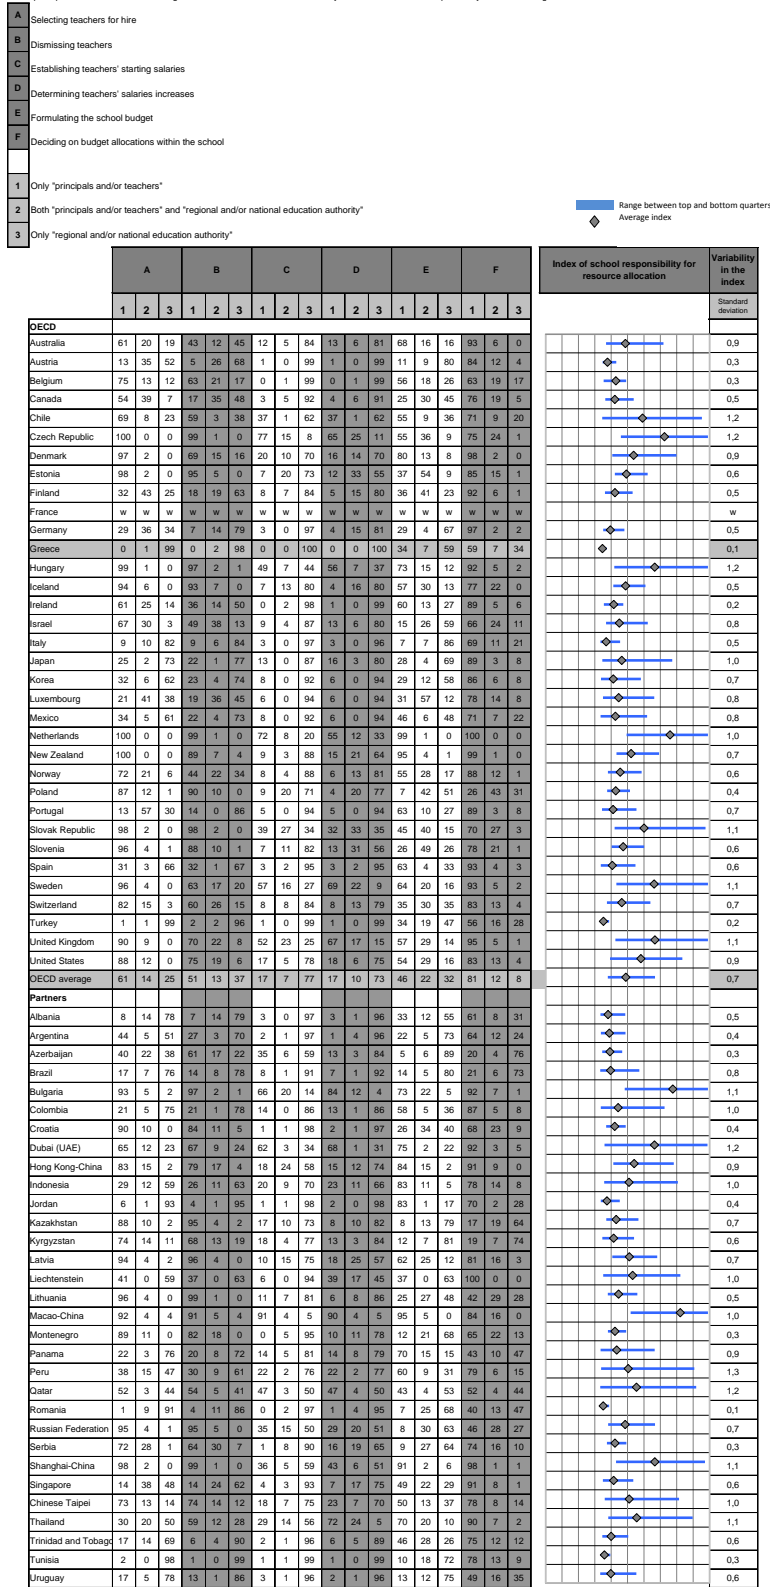 A Selecting teachers for hire
B Dismissing teachers
C Establishing teachers' starting salaries
D Determining teachers' salaries increases
E Formulating the school budget
F Deciding on budget allocations within the school
1 Only "principals and/or teachers"
2 Both "principals and/or teachers" and "regional and/or national education authority"
3 Only "regional and/or national education authority"
Range between top and bottom quarters
Average index
A B C D E F Index of school responsibility for resource allocation Variability in the index
1 2 3 1 2 3 1 2 3 1 2 3 1 2 3 1 2 3 Standard deviation
OECD
Australia 61 20 19 43 12 45 12 5 84 13 6 81 68 16 16 93 6 0 0,9
Austria 13 35 52 5 26 68 1 0 99 1 0 99 11 9 80 84 12 4 0,3
Belgium 75 13 12 63 21 17 0 1 99 0 1 99 56 18 26 63 19 17 0,3
Canada 54 39 7 17 35 48 3 5 92 4 6 91 25 30 45 76 19 5 0,5
Chile 69 8 23 59 3 38 37 1 62 37 1 62 55 9 36 71 9 20 1,2
Czech Republic 100 0 0 99 1 0 77 15 8 65 25 11 55 36 9 75 24 1 1,2
Denmark 97 2 0 69 15 16 20 10 70 16 14 70 80 13 8 98 2 0 0,9
Estonia 98 2 0 95 5 0 7 20 73 12 33 55 37 54 9 85 15 1 0,6
Finland 32 43 25 18 19 63 8 7 84 5 15 80 36 41 23 92 6 1 0,5
France w w w w w w w w w w w w w w w w w w w
Germany 29 36 34 7 14 79 3 0 97 4 15 81 29 4 67 97 2 2 0,5
Greece 0 1 99 0 2 98 0 0 100 0 0 100 34 7 59 59 7 34 0,1
Hungary 99 1 0 97 2 1 49 7 44 56 7 37 73 15 12 92 5 2 1,2
Iceland 94 6 0 93 7 0 7 13 80 4 16 80 57 30 13 77 22 0 0,5
Ireland 61 25 14 36 14 50 0 2 98 1 0 99 60 13 27 89 5 6 0,2
Israel 67 30 3 49 38 13 9 4 87 13 6 80 15 26 59 66 24 11 0,8
Italy 9 10 82 9 6 84 3 0 97 3 0 96 7 7 86 69 11 21 0,5
Japan 25 2 73 22 1 77 13 0 87 16 3 80 28 4 69 89 3 8 1,0
Korea 32 6 62 23 4 74 8 0 92 6 0 94 29 12 58 86 6 8 0,7
Luxembourg 21 41 38 19 36 45 6 0 94 6 0 94 31 57 12 78 14 8 0,8
Mexico 34 5 61 22 4 73 8 0 92 6 0 94 46 6 48 71 7 22 0,8
Netherlands 100 0 0 99 1 0 72 8 20 55 12 33 99 1 0 100 0 0 1,0
New Zealand 100 0 0 89 7 4 9 3 88 15 21 64 95 4 1 99 1 0 0,7
Norway 72 21 6 44 22 34 8 4 88 6 13 81 55 28 17 88 12 1 0,6
Poland 87 12 1 90 10 0 9 20 71 4 20 77 7 42 51 26 43 31 0,4
Portugal 13 57 30 14 0 86 5 0 94 5 0 94 63 10 27 89 3 8 0,7
Slovak Republic 98 2 0 98 2 0 39 27 34 32 33 35 45 40 15 70 27 3 1,1
Slovenia 96 4 1 88 10 1 7 11 82 13 31 56 26 49 26 78 21 1 0,6
Spain 31 3 66 32 1 67 3 2 95 3 2 95 63 4 33 93 4 3 0,6
Sweden 96 4 0 63 17 20 57 16 27 69 22 9 64 20 16 93 5 2 1,1
Switzerland 82 15 3 60 26 15 8 8 84 8 13 79 35 30 35 83 13 4 0,7
Turkey 1 1 99 2 2 96 1 0 99 1 0 99 34 19 47 56 16 28 0,2
United Kingdom 90 9 0 70 22 8 52 23 25 67 17 15 57 29 14 95 5 1 1,1
United States 88 12 0 75 19 6 17 5 78 18 6 75 54 29 16 83 13 4 0,9
OECD average 61 14 25 51 13 37 17 7 77 17 10 73 46 22 32 81 12 8 0,7
Partners
Albania 8 14 78 7 14 79 3 0 97 3 1 96 33 12 55 61 8 31 0,5
Argentina 44 5 51 27 3 70 2 1 97 1 4 96 22 5 73 64 12 24 0,4
Azerbaijan 40 22 38 61 17 22 35 6 59 13 3 84 5 6 89 20 4 76 0,3
Brazil 17 7 76 14 8 78 8 1 91 7 1 92 14 5 80 21 6 73 0,8
Bulgaria 93 5 2 97 2 1 66 20 14 84 12 4 73 22 5 92 7 1 1,1
Colombia 21 5 75 21 1 78 14 0 86 13 1 86 58 5 36 87 5 8 1,0
Croatia 90 10 0 84 11 5 1 1 98 2 1 97 26 34 40 68 23 9 0,4
Dubai (UAE) 65 12 23 67 9 24 62 3 34 68 1 31 75 2 22 92 3 5 1,2
Hong Kong-China 83 15 2 79 17 4 18 24 58 15 12 74 84 15 2 91 9 0 0,9
Indonesia 29 12 59 26 11 63 20 9 70 23 11 66 83 11 5 78 14 8 1,0
Jordan 6 1 93 4 1 95 1 1 98 2 0 98 83 1 17 70 2 28 0,4
Kazakhstan 88 10 2 95 4 2 17 10 73 8 10 82 8 13 79 17 19 64 0,7
Kyrgyzstan 74 14 11 68 13 19 18 4 77 13 3 84 12 7 81 19 7 74 0,6
Latvia 94 4 2 96 4 0 10 15 75 18 25 57 62 25 12 81 16 3 0,7
Liechtenstein 41 0 59 37 0 63 6 0 94 39 17 45 37 0 63 100 0 0 1,0
Lithuania 96 4 0 99 1 0 11 7 81 6 8 86 25 27 48 42 29 28 0,5
Macao-China 92 4 4 91 5 4 91 4 5 90 4 5 95 5 0 84 16 0 1,0
Montenegro 89 11 0 82 18 0 0 5 95 10 11 78 12 21 68 65 22 13 0,3
Panama 22 3 76 20 8 72 14 5 81 14 8 79 70 15 15 43 10 47 0,9
Peru 38 15 47 30 9 61 22 2 76 22 2 77 60 9 31 79 6 15 1,3
Qatar 52 3 44 54 5 41 47 3 50 47 4 50 43 4 53 52 4 44 1,2
Romania 1 9 91 4 11 86 0 2 97 1 4 95 7 25 68 40 13 47 0,1
Russian Federation 95 4 1 95 5 0 35 15 50 29 20 51 8 30 63 46 28 27 0,7
Serbia 72 28 1 64 30 7 1 8 90 16 19 65 9 27 64 74 16 10 0,3
Shanghai-China 98 2 0 99 1 0 36 5 59 43 6 51 91 2 6 98 1 1 1,1
Singapore 14 38 48 14 24 62 4 3 93 7 17 75 49 22 29 91 8 1 0,6
Chinese Taipei 73 13 14 74 14 12 18 7 75 23 7 70 50 13 37 78 8 14 1,0
Thailand 30 20 50 59 12 28 29 14 56 72 24 5 70 20 10 90 7 2 1,1
Trinidad and Tobago 17 14 69 6 4 90 2 1 96 6 5 89 46 28 26 75 12 12 0,6
Tunisia 2 0 98 1 0 99 1 1 99 1 0 99 10 18 72 78 13 9 0,3
Uruguay 17 5 78 13 1 86 3 1 96 2 1 96 13 12 75 49 16 35 0,6